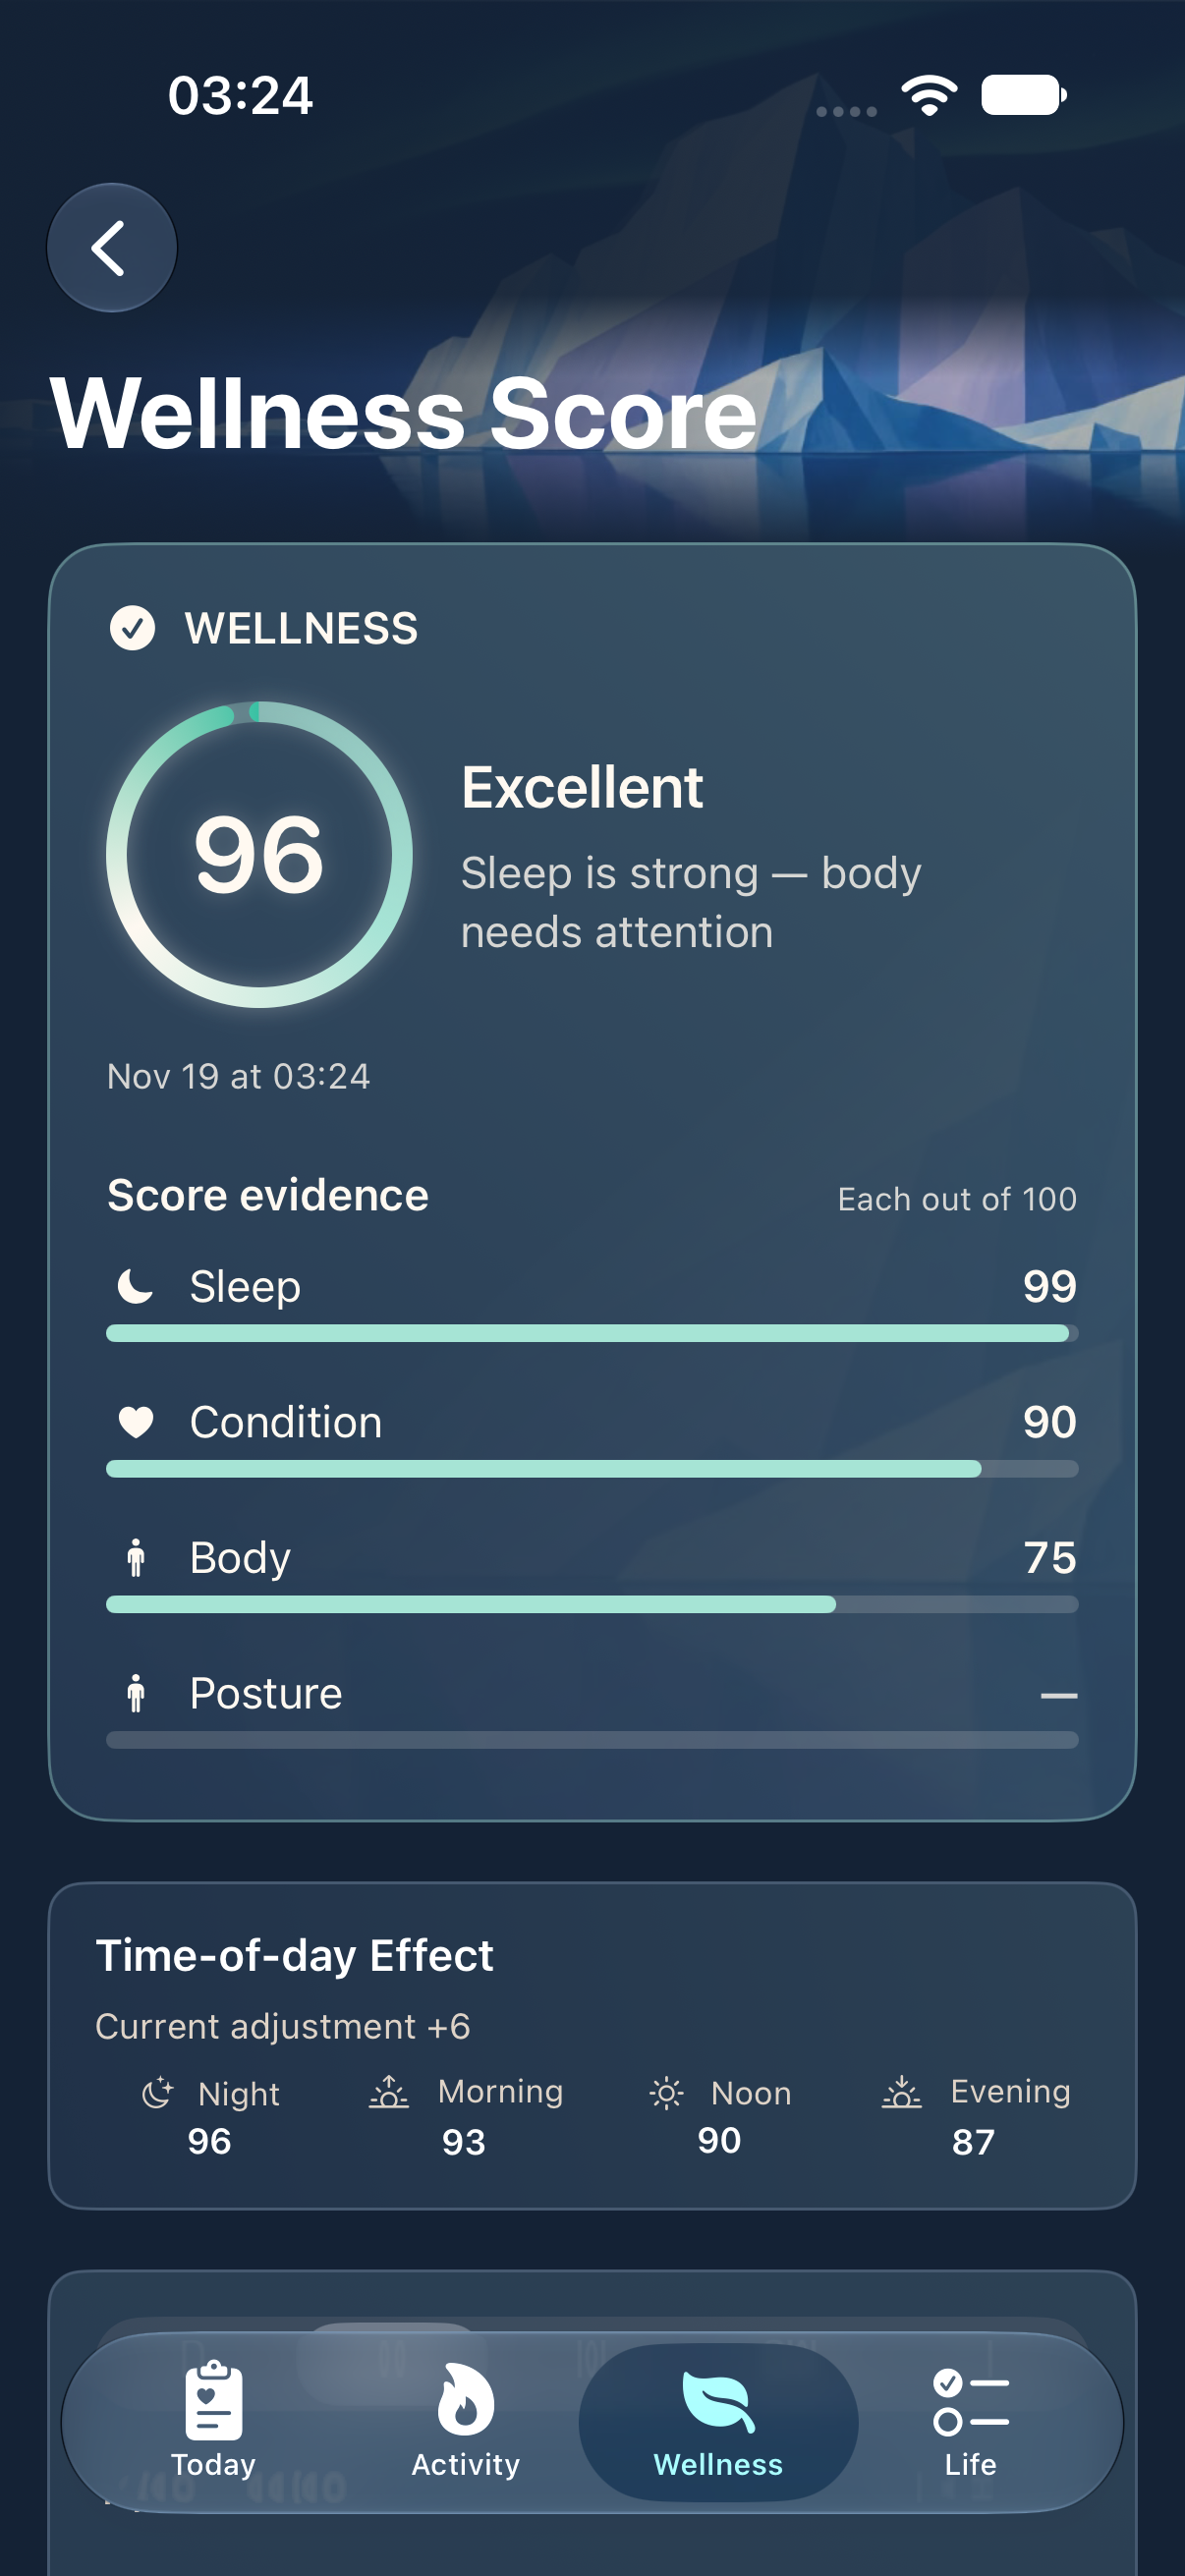 03:24
Wellness Score
WELLNESS
96
Excellent
Sleep is strong — body
needs attention
Nov 19 at 03:24
Score evidence
Each out of 100
Sleep
99
Condition
90
Body
75
Posture
—
Time-of-day Effect
Current adjustment +6
Night
Morning
Noon
Evening
96
93
90
87
Today
Activity
Wellness
Life